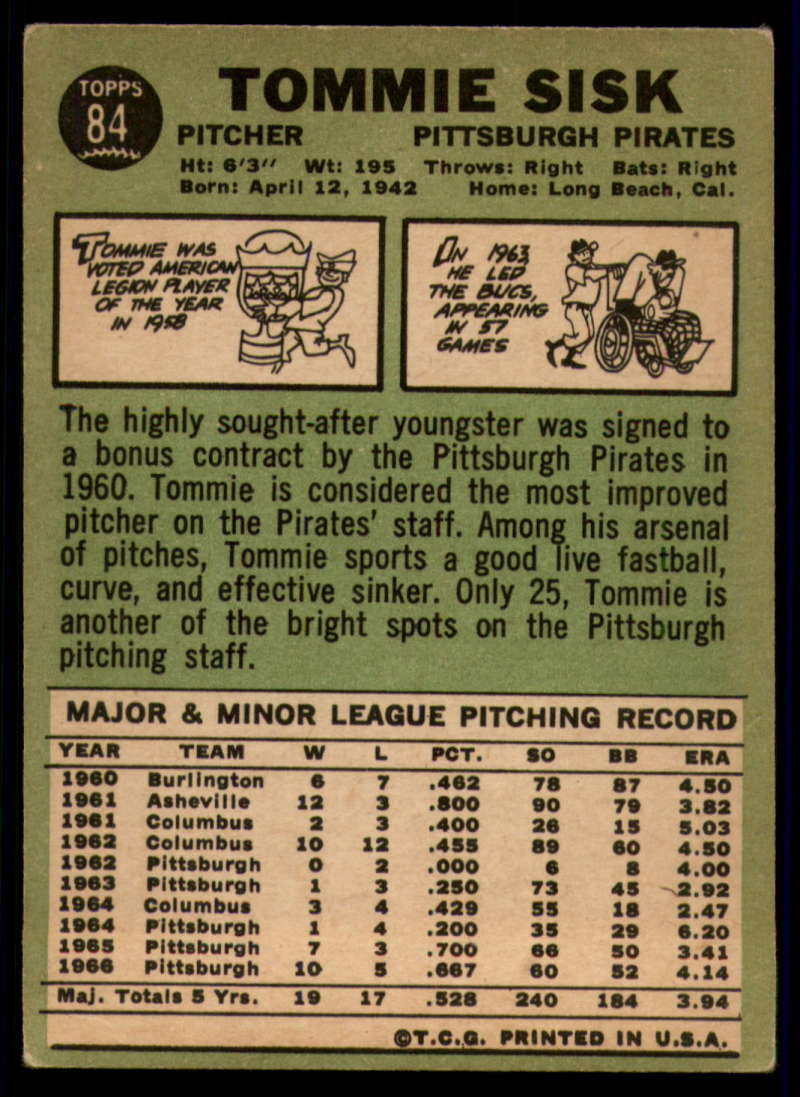 TOPPS
84
TOMMIE SISK
PITCHER PITTSBURGH PIRATES
Ht: 6'3" Wt: 195 Throws: Right Bats: Right
Born: April 12, 1942 Home: Long Beach, Cal.
TOMMIE WAS
VOTED AMERICAN
LEGION PLAYER
OF THE YEAR
IN 1958
ON 1963
HE LED
THE BUCS,
APPEARING
IN 57
GAMES
The highly sought-after youngster was signed to
a bonus contract by the Pittsburgh Pirates in
1960. Tommie is considered the most improved
pitcher on the Pirates' staff. Among his arsenal
of pitches, Tommie sports a good live fastball,
curve, and effective sinker. Only 25, Tommie is
another of the bright spots on the Pittsburgh
pitching staff.
MAJOR & MINOR LEAGUE PITCHING RECORD
YEAR TEAM W L PCT. SO BB ERA
1960 Burlington 6 7 .462 78 87 4.50
1961 Asheville 12 3 .800 90 79 3.82
1961 Columbus 2 3 .400 26 15 5.03
1962 Columbus 10 12 .455 89 60 4.50
1962 Pittsburgh 0 2 .000 6 8 4.00
1963 Pittsburgh 1 3 .250 73 45 2.92
1964 Columbus 3 4 .429 55 18 2.47
1964 Pittsburgh 1 4 .200 35 29 6.20
1965 Pittsburgh 7 3 .700 66 50 3.41
1966 Pittsburgh 10 5 .667 60 52 4.14
Maj. Totals 5 Yrs. 19 17 .528 240 184 3.94
©T.C.G. PRINTED IN U.S.A.